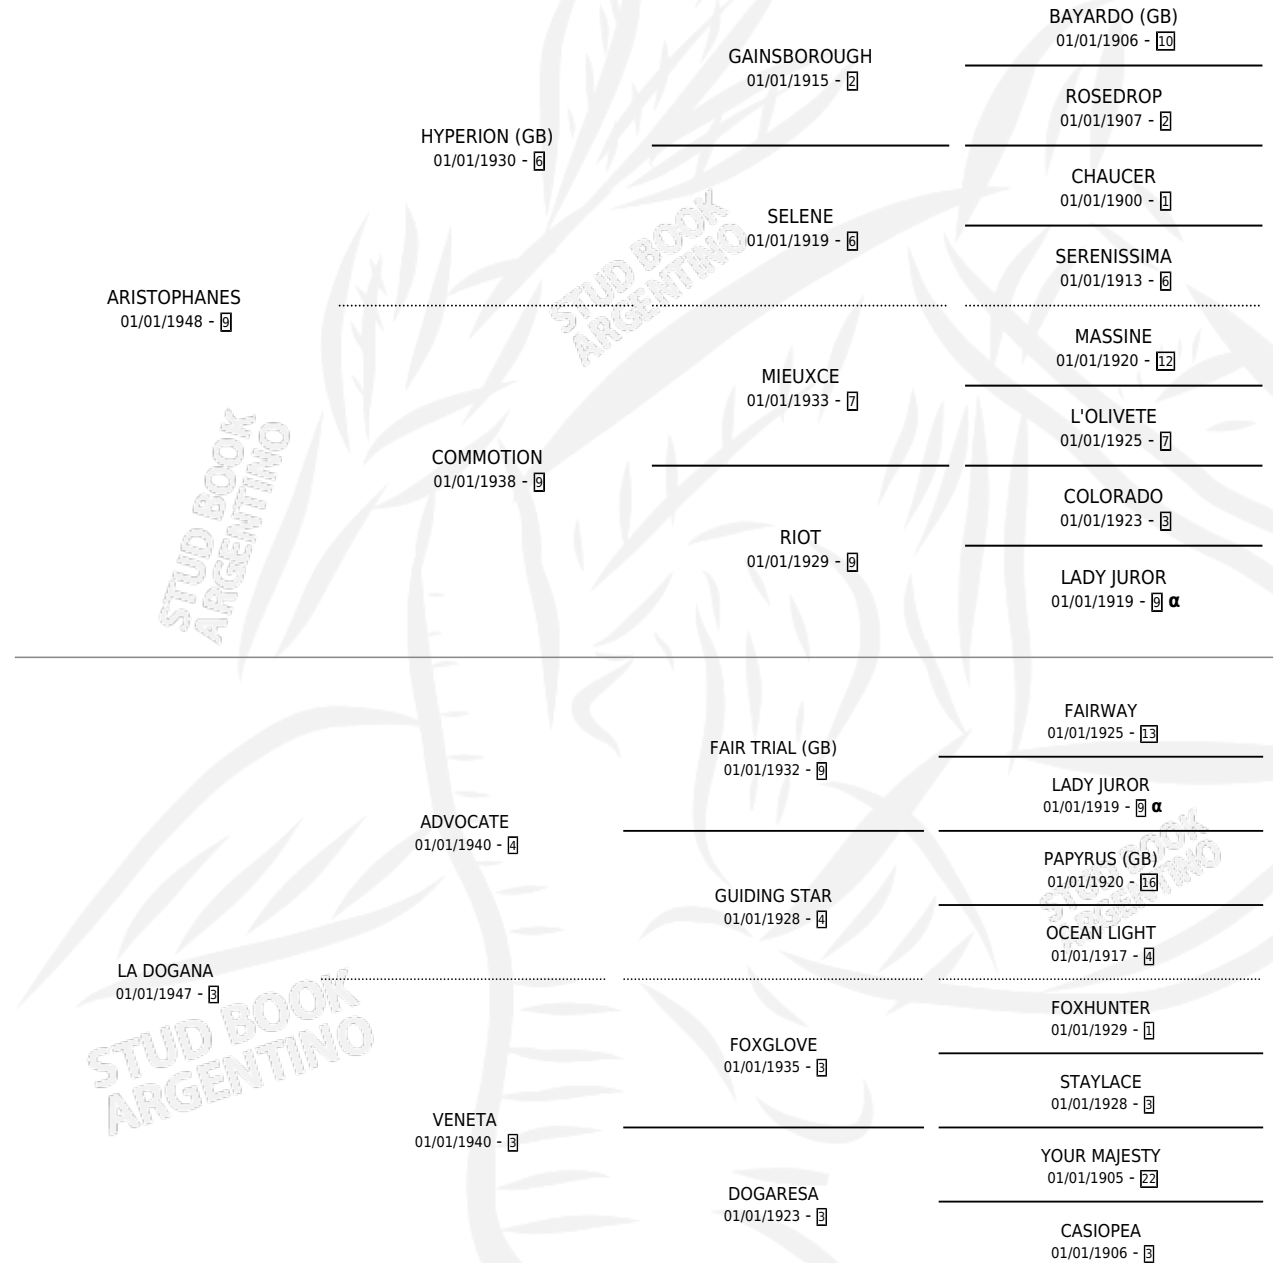 BAYARDO (GB)
01/01/1906 - 10
GAINSBOROUGH
01/01/1915 - 2
ROSEDROP
01/01/1907 - 2
HYPERION (GB)
01/01/1930 - 6
CHAUCER
01/01/1900 - 1
SELENE
01/01/1919 - 6
SERENISSIMA
01/01/1913 - 6
ARISTOPHANES
01/01/1948 - 9
MASSINE
01/01/1920 - 12
MIEUXCE
01/01/1933 - 7
L'OLIVETE
01/01/1925 - 7
COMMOTION
01/01/1938 - 9
COLORADO
01/01/1923 - 3
RIOT
01/01/1929 - 9
LADY JUROR
01/01/1919 - 9 α
FAIRWAY
01/01/1925 - 13
FAIR TRIAL (GB)
01/01/1932 - 9
LADY JUROR
01/01/1919 - 9 α
ADVOCATE
01/01/1940 - 4
PAPYRUS (GB)
01/01/1920 - 16
GUIDING STAR
01/01/1928 - 4
OCEAN LIGHT
01/01/1917 - 4
LA DOGANA
01/01/1947 - 3
FOXHUNTER
01/01/1929 - 1
FOXGLOVE
01/01/1935 - 3
STAYLACE
01/01/1928 - 3
VENETA
01/01/1940 - 3
YOUR MAJESTY
01/01/1905 - 22
DOGARESA
01/01/1923 - 3
CASIOPEA
01/01/1906 - 3
STUD BOOK
ARGENTINO
STUD BOOK
ARGENTINO
STUD BOOK
ARGENTINO
STUD BOOK
ARGENTINO